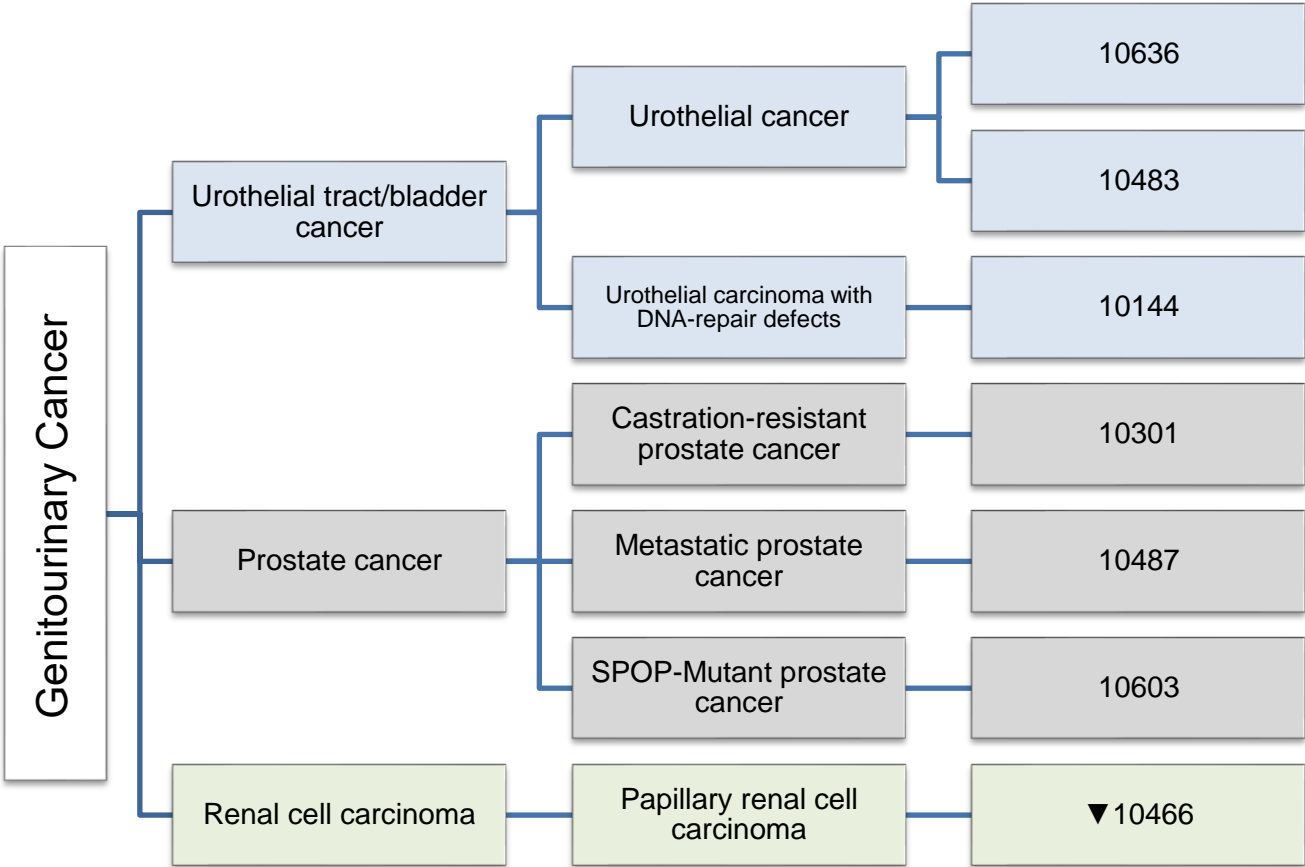 Genitourinary Cancer
Urothelial tract/bladder
cancer
Urothelial cancer
10636
10483
Urothelial carcinoma with
DNA-repair defects
10144
Prostate cancer
Castration-resistant
prostate cancer
10301
Metastatic prostate
cancer
10487
SPOP-Mutant prostate
cancer
10603
Renal cell carcinoma
Papillary renal cell
carcinoma
▼10466